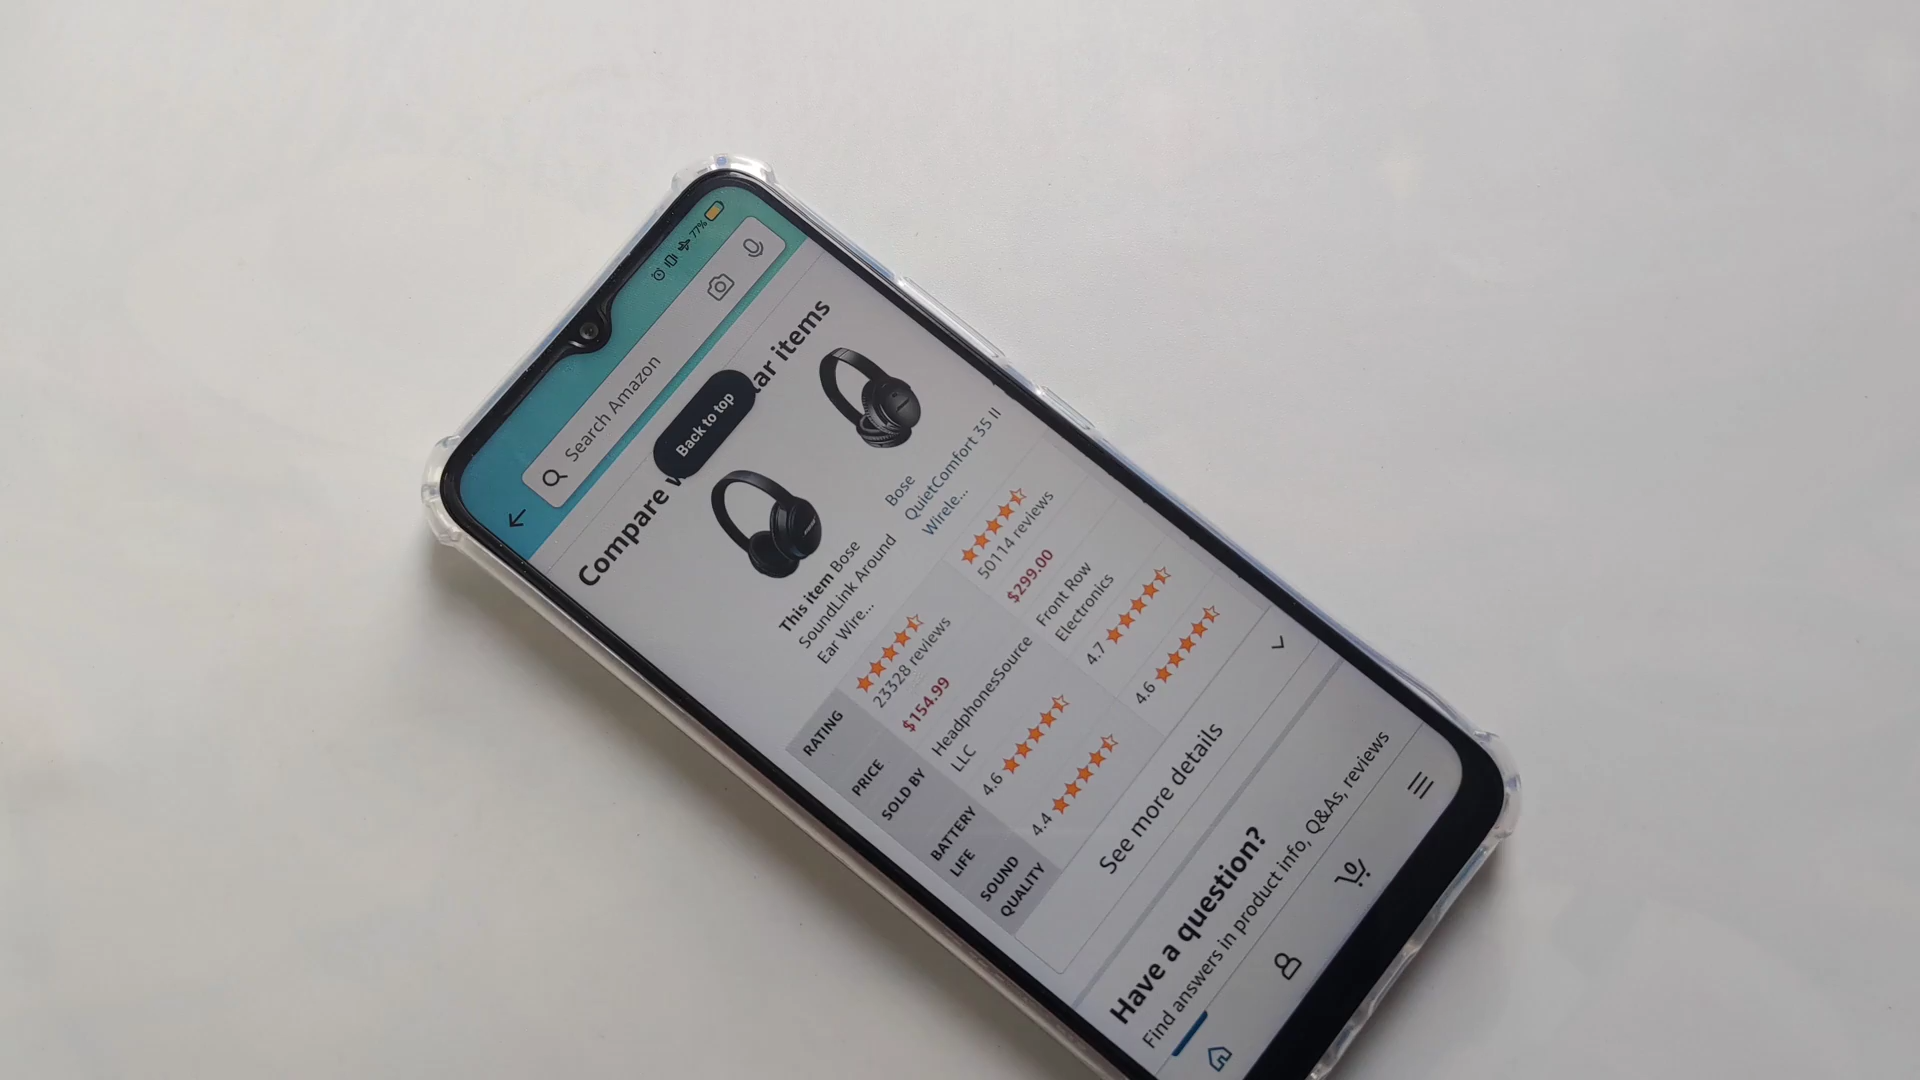 77%
Search Amazon
Back to top
Compare w
lar items
This item Bose
SoundLink Around
Ear Wire...
Bose
QuietComfort 35 II
Wirele...
RATING
23328 reviews
50114 reviews
PRICE
$154.99
$299.00
SOLD BY
HeadphonesSource
LLC
Front Row
Electronics
BATTERY
LIFE
4.6
4.7
SOUND
QUALITY
4.4
4.6
See more details
Have a question?
Find answers in product info, Q&As, reviews
0